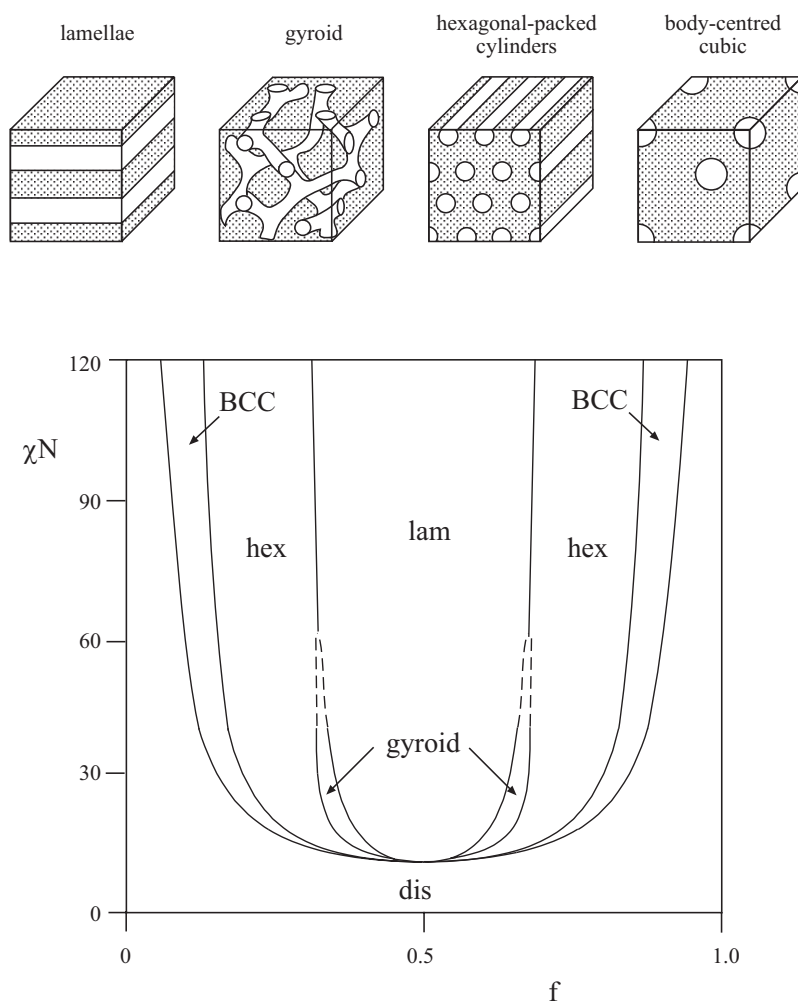 lamellae
gyroid
hexagonal-packed
cylinders
body-centred
cubic
120
BCC
BCC
χN
90
lam
hex
hex
60
gyroid
30
dis
0
0
0.5
1.0
f